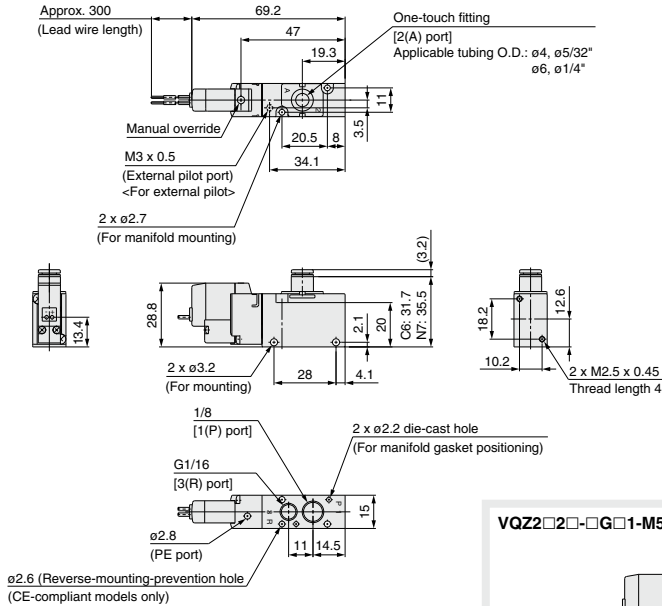 Approx. 300
(Lead wire length)
69.2
47
19.3
One-touch fitting
[2(A) port]
Applicable tubing O.D.: ø4, ø5/32"
ø6, ø1/4"
A
2
11
3.5
Manual override
20.5
8
M3 x 0.5
(External pilot port)
<For external pilot>
34.1
2 x ø2.7
(For manifold mounting)
(3.2)
28.8
13.4
2.1
20
C6: 31.7
N7: 35.5
18.2
12.6
10.2
2 x ø3.2
(For mounting)
28
4.1
2 x M2.5 x 0.45
Thread length 4
1/8
[1(P) port]
2 x ø2.2 die-cast hole
(For manifold gasket positioning)
G1/16
[3(R) port]
3 R
P
15
ø2.8
(PE port)
11
14.5
ø2.6 (Reverse-mounting-prevention hole
(CE-compliant models only)
VQZ2□2□-□G□1-M5